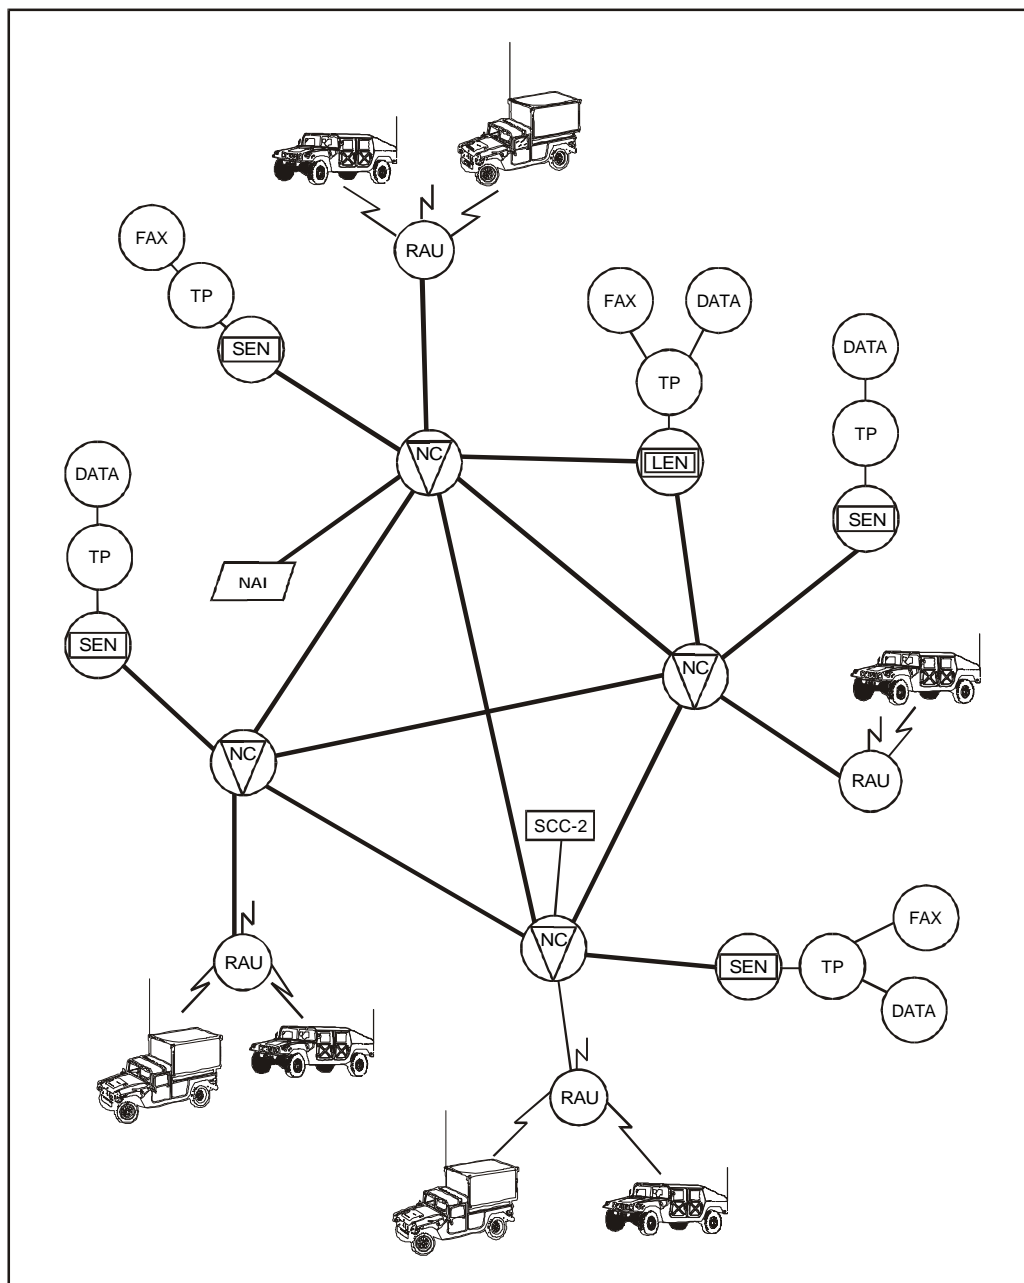 RAU
FAX
TP
SEN
FAX
DATA
TP
DATA
TP
SEN
NC
LEN
DATA
TP
SEN
NAI
NC
RAU
NC
SCC-2
NC
SEN
TP
FAX
DATA
RAU
RAU